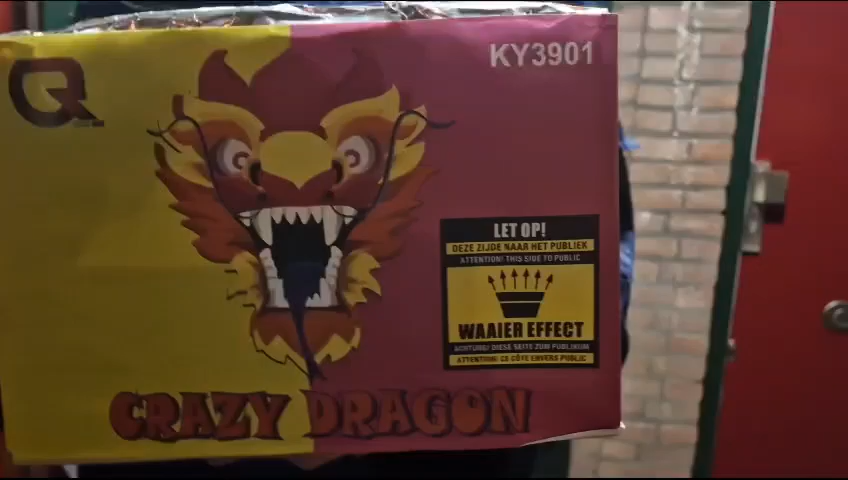 KY3901
LET OP!
DEZE ZIJDE NAAR HET PUBLIEK
ATTENTION! THIS SIDE TO PUBLIC
WAAIER EFFECT
ACHTUNG! DIESE SEITE ZUM PUBLIKUM
ATTENTION! CE CÔTÉ ENVERS PUBLIC
CRAZY DRAGON